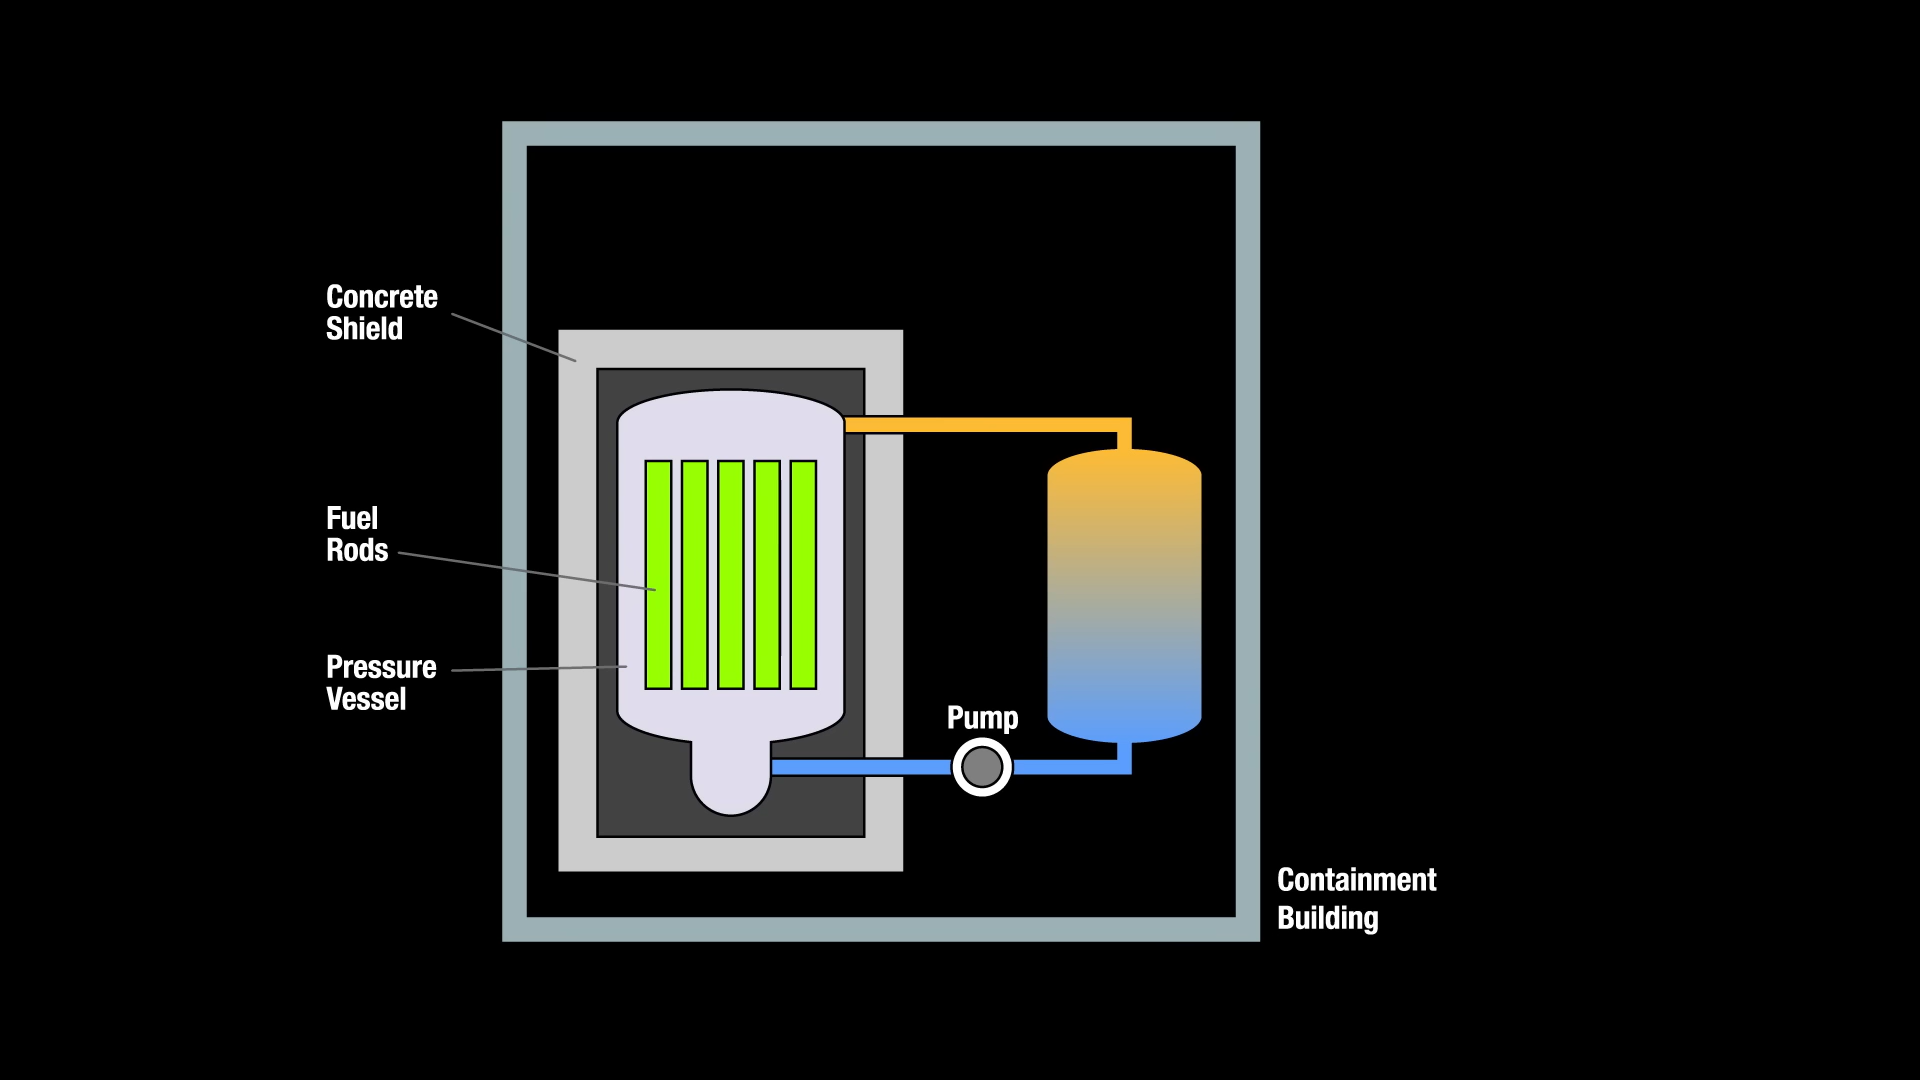 Concrete
Shield
Fuel
Rods
Pressure
Vessel
Pump
Containment
Building